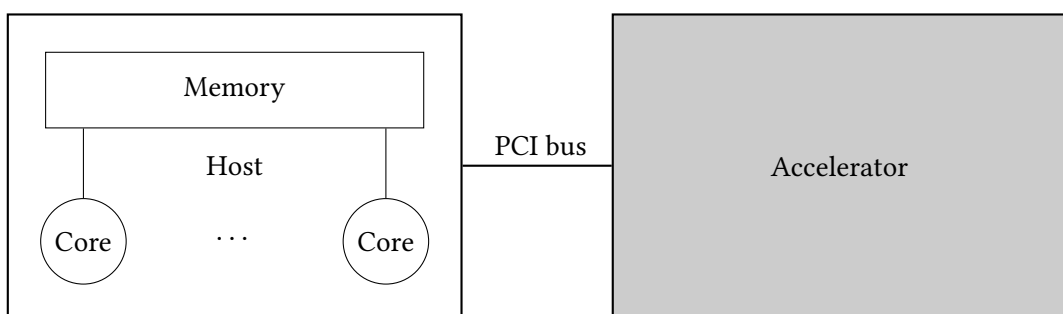 Memory
PCI bus
Host
Accelerator
Core
. . .
Core